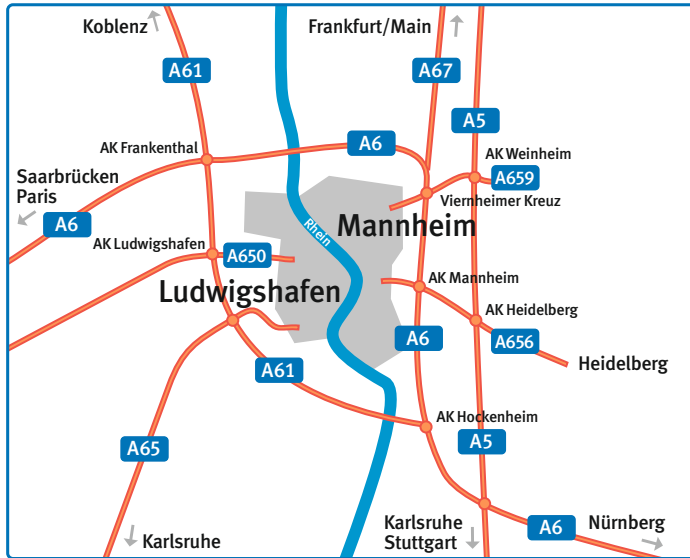 Koblenz
Frankfurt/Main
A61
A67
A5
A6
AK Frankenthal
AK Weinheim
A659
Saarbrücken
Paris
Viernheimer Kreuz
A6
Mannheim
Rhein
AK Ludwigshafen
A650
AK Mannheim
Ludwigshafen
AK Heidelberg
A6
A656
Heidelberg
A61
AK Hockenheim
A65
A5
Karlsruhe
Karlsruhe
Stuttgart
A6
Nürnberg